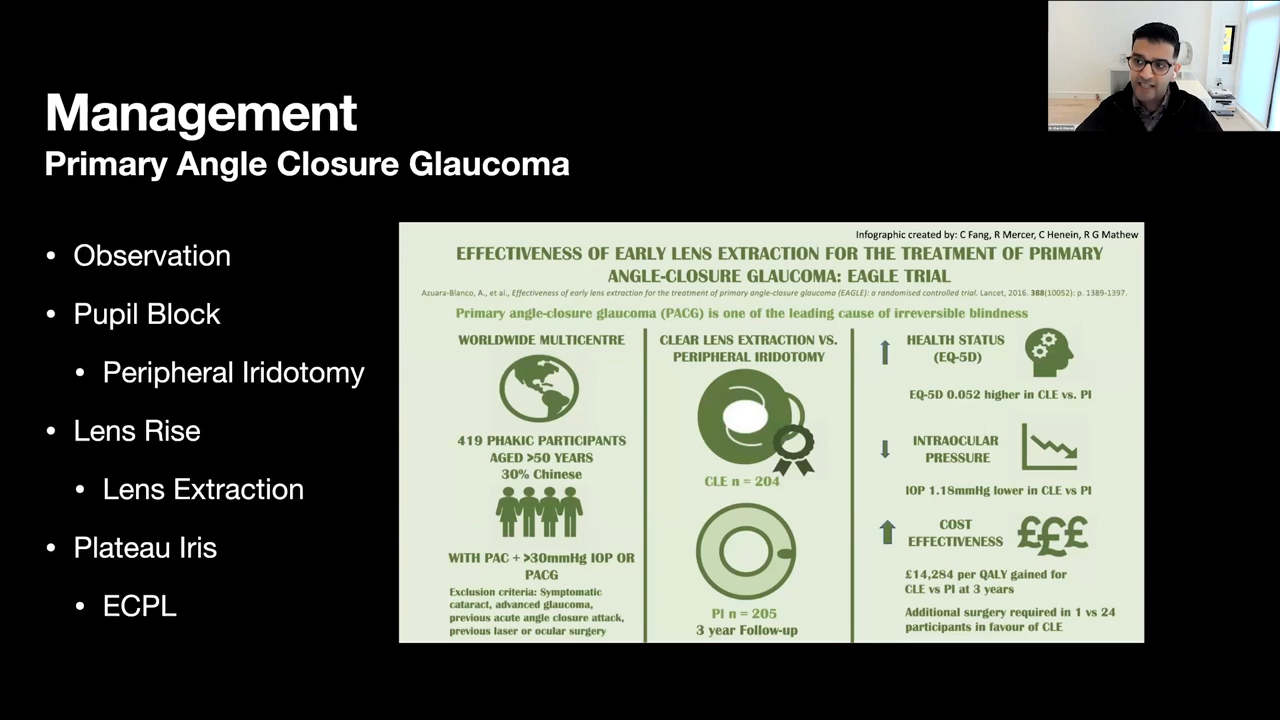 Management
Primary Angle Closure Glaucoma
• Observation
• Pupil Block
• Peripheral Iridotomy
• Lens Rise
• Lens Extraction
• Plateau Iris
• ECPL
Infographic created by: C Fang, R Mercer, C Henein, R G Mathew
EFFECTIVENESS OF EARLY LENS EXTRACTION FOR THE TREATMENT OF PRIMARY
ANGLE-CLOSURE GLAUCOMA: EAGLE TRIAL
Azuara-Blanco, A., et al., Effectiveness of early lens extraction for the treatment of primary angle-closure glaucoma (EAGLE): a randomised controlled trial. Lancet, 2016. 388(10052): p. 1389-1397.
Primary angle-closure glaucoma (PACG) is one of the leading cause of irreversible blindness
WORLDWIDE MULTICENTRE
419 PHAKIC PARTICIPANTS
AGED >50 YEARS
30% Chinese
WITH PAC + >30mmHg IOP OR
PACG
Exclusion criteria: Symptomatic
cataract, advanced glaucoma,
previous acute angle closure attack,
previous laser or ocular surgery
CLEAR LENS EXTRACTION VS.
PERIPHERAL IRIDOTOMY
CLE n = 204
PI n = 205
3 year Follow-up
HEALTH STATUS
(EQ-5D)
EQ-5D 0.052 higher in CLE vs. PI
INTRAOCULAR
PRESSURE
IOP 1.18mmHg lower in CLE vs PI
COST
EFFECTIVENESS
£££
£14,284 per QALY gained for
CLE vs PI at 3 years
Additional surgery required in 1 vs 24
participants in favour of CLE